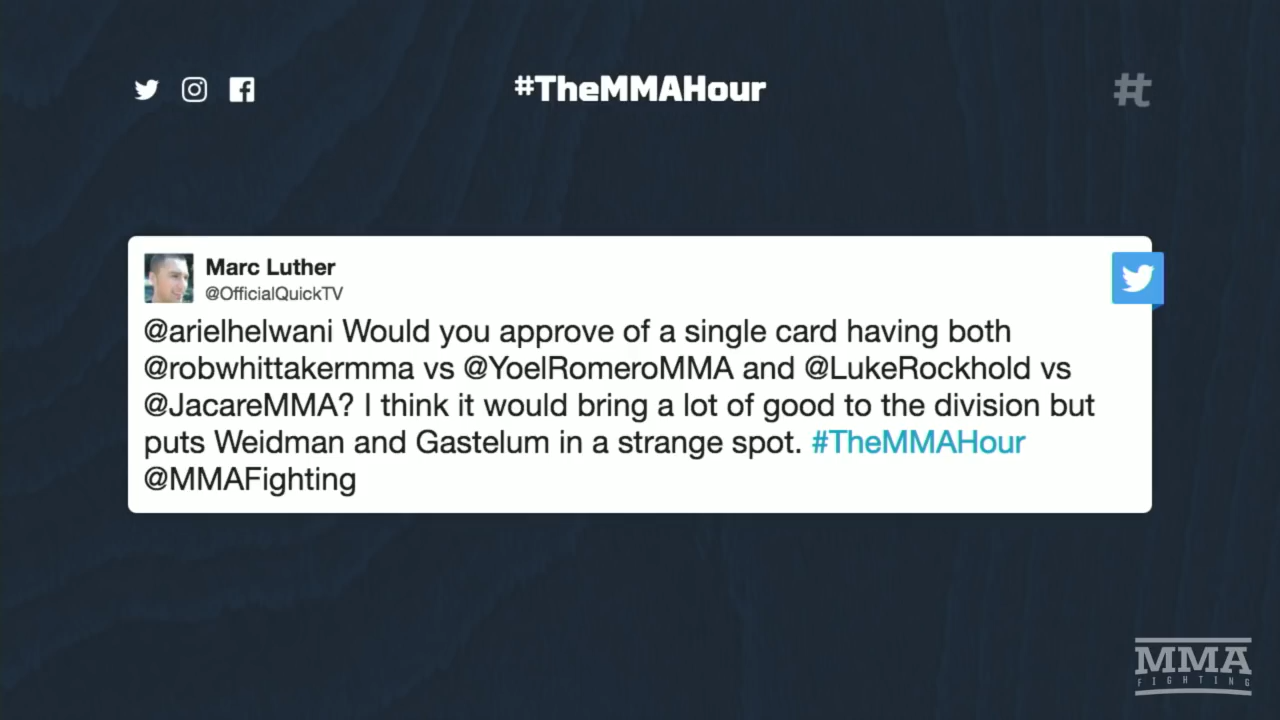 #TheMMAHour
Marc Luther
@OfficialQuickTV
@arielhelwani Would you approve of a single card having both
@robwhittakermma vs @YoelRomeroMMA and @LukeRockhold vs
@JacareMMA? I think it would bring a lot of good to the division but
puts Weidman and Gastelum in a strange spot. #TheMMAHour
@MMAFighting
MMA
FIGHTING